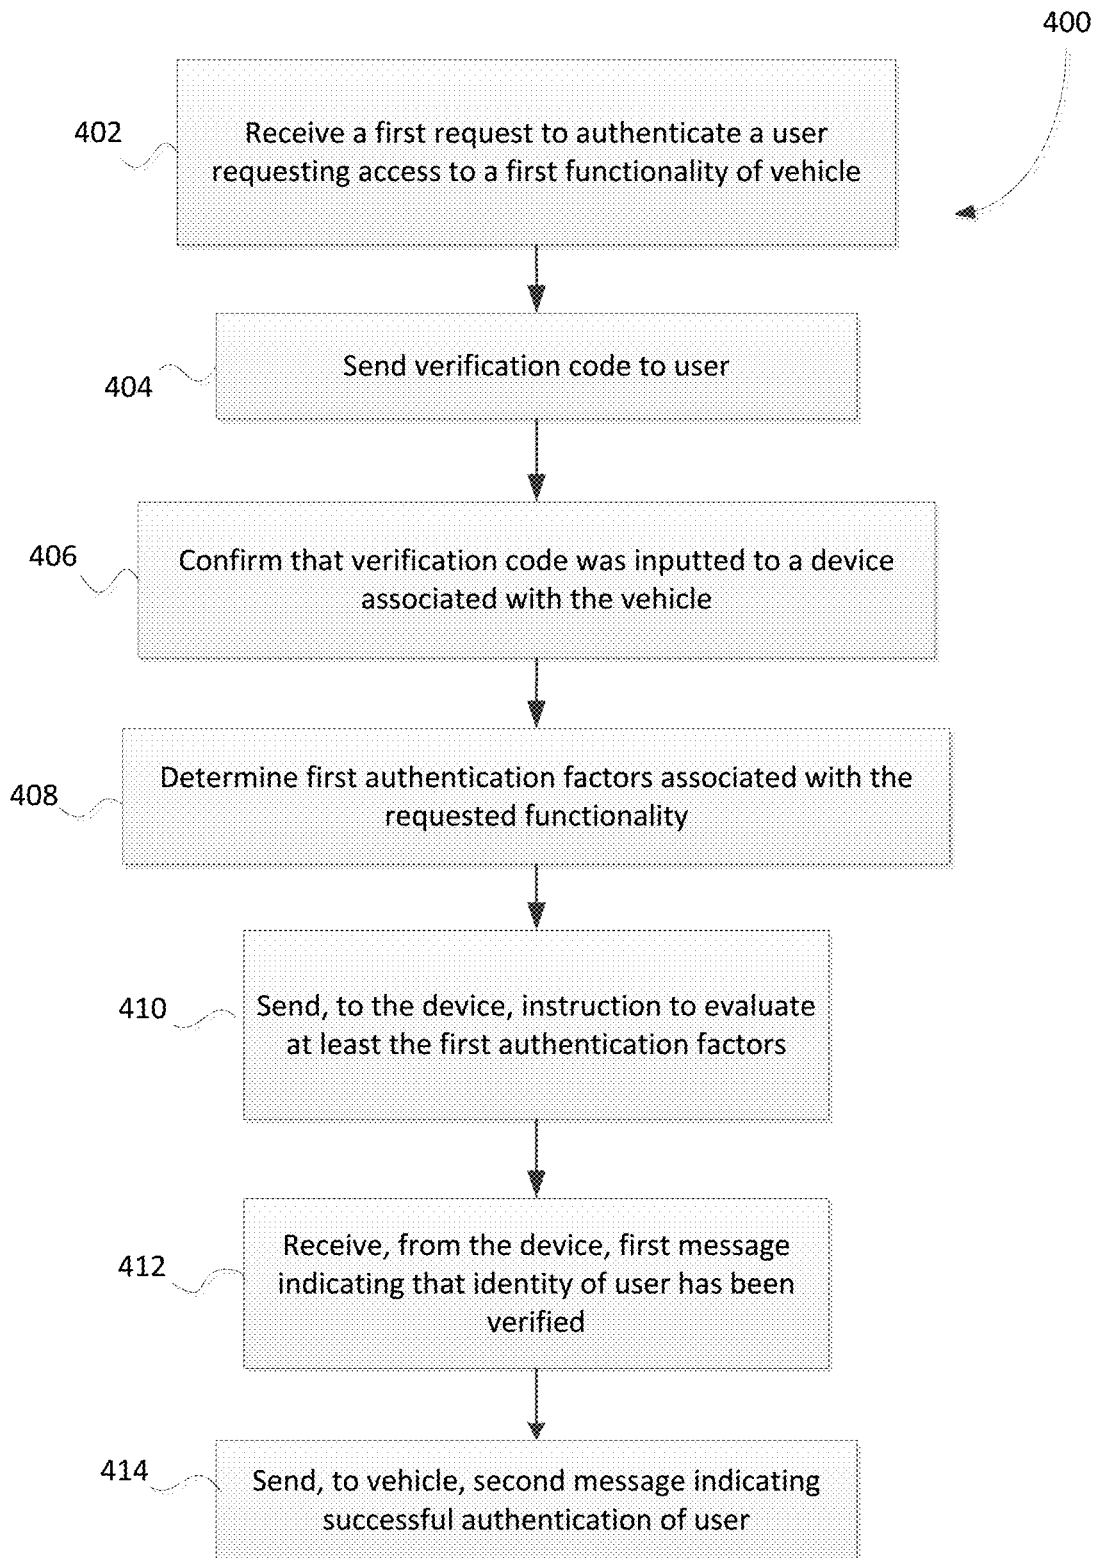 400
402
Receive a first request to authenticate a user
requesting access to a first functionality of vehicle
404
Send verification code to user
406
Confirm that verification code was inputted to a device
associated with the vehicle
408
Determine first authentication factors associated with the
requested functionality
410
Send, to the device, instruction to evaluate
at least the first authentication factors
412
Receive, from the device, first message
indicating that identity of user has been
verified
414
Send, to vehicle, second message indicating
successful authentication of user